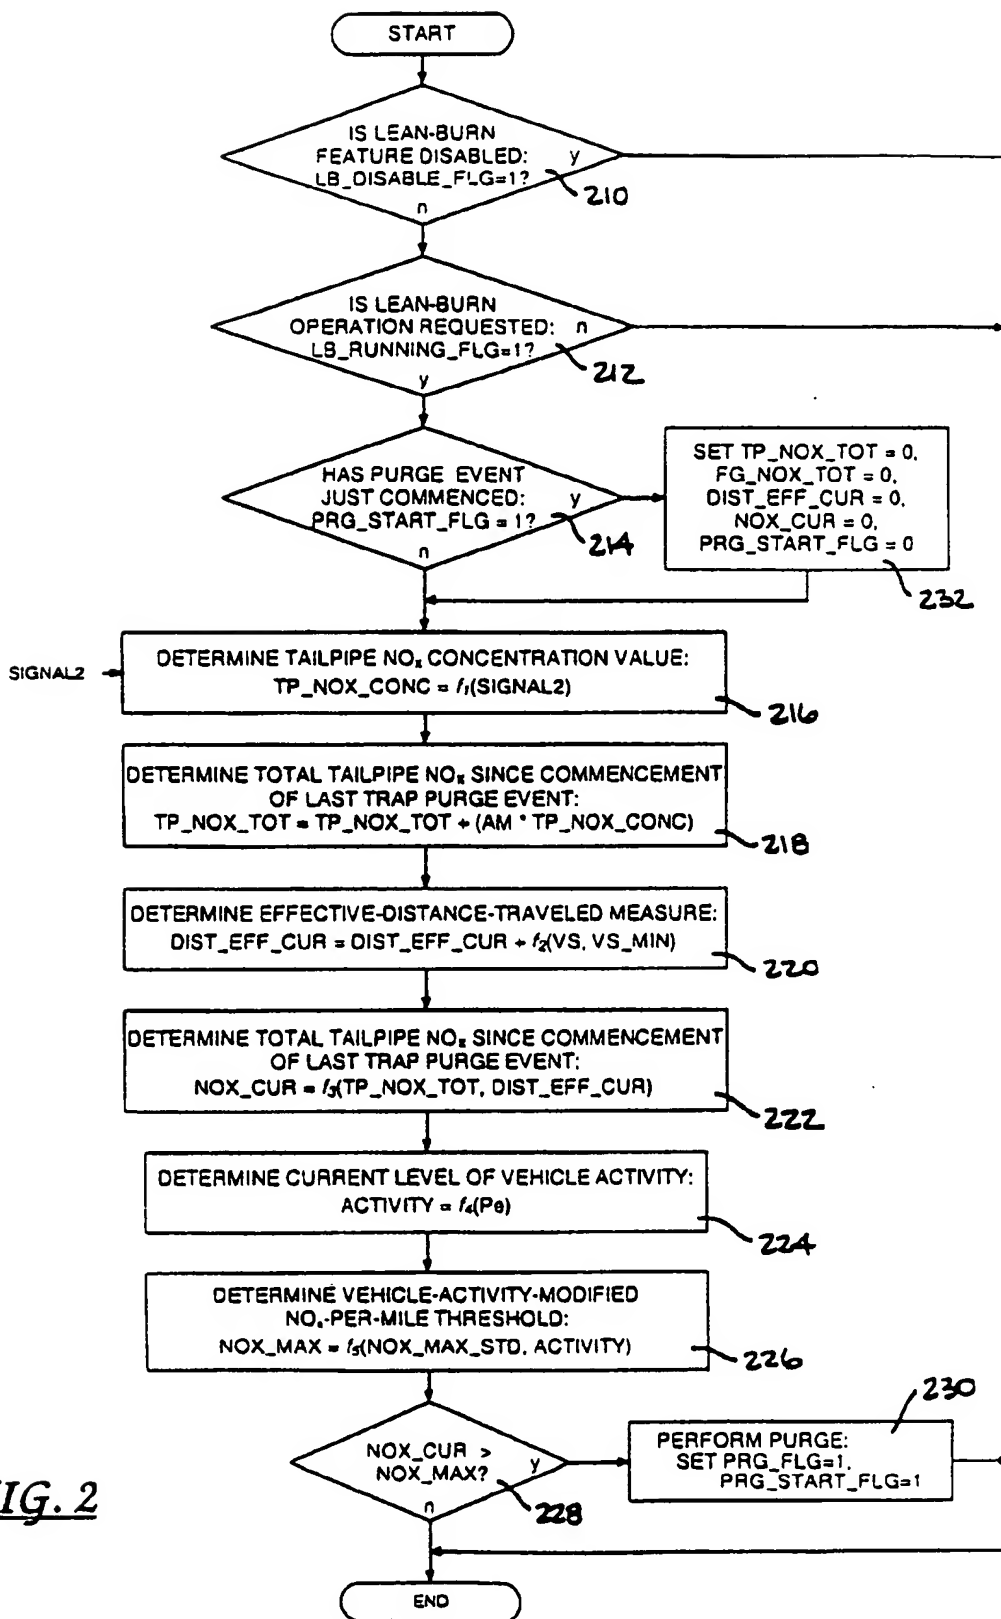 START
IS LEAN-BURN
FEATURE DISABLED:
LB_DISABLE_FLG=1?
y
210
n
IS LEAN-BURN
OPERATION REQUESTED:
n
LB_RUNNING_FLG=1?
212
y
HAS PURGE EVENT
JUST COMMENCED:
y
PRG_START_FLG = 1?
214
n
SET TP_NOX_TOT = 0,
FG_NOX_TOT = 0,
DIST_EFF_CUR = 0,
NOX_CUR = 0,
PRG_START_FLG = 0
232
SIGNAL2
DETERMINE TAILPIPE NOx CONCENTRATION VALUE:
TP_NOX_CONC = f1(SIGNAL2)
216
DETERMINE TOTAL TAILPIPE NOx SINCE COMMENCEMENT
OF LAST TRAP PURGE EVENT:
TP_NOX_TOT = TP_NOX_TOT + (AM * TP_NOX_CONC)
218
DETERMINE EFFECTIVE-DISTANCE-TRAVELED MEASURE:
DIST_EFF_CUR = DIST_EFF_CUR + f2(VS, VS_MIN)
220
DETERMINE TOTAL TAILPIPE NOx SINCE COMMENCEMENT
OF LAST TRAP PURGE EVENT:
NOX_CUR = f3(TP_NOX_TOT, DIST_EFF_CUR)
222
DETERMINE CURRENT LEVEL OF VEHICLE ACTIVITY:
ACTIVITY = f4(Pe)
224
DETERMINE VEHICLE-ACTIVITY-MODIFIED
NOx-PER-MILE THRESHOLD:
NOX_MAX = f5(NOX_MAX_STD, ACTIVITY)
226
NOX_CUR >
NOX_MAX?
y
228
n
230
PERFORM PURGE:
SET PRG_FLG=1,
PRG_START_FLG=1
IG. 2
END